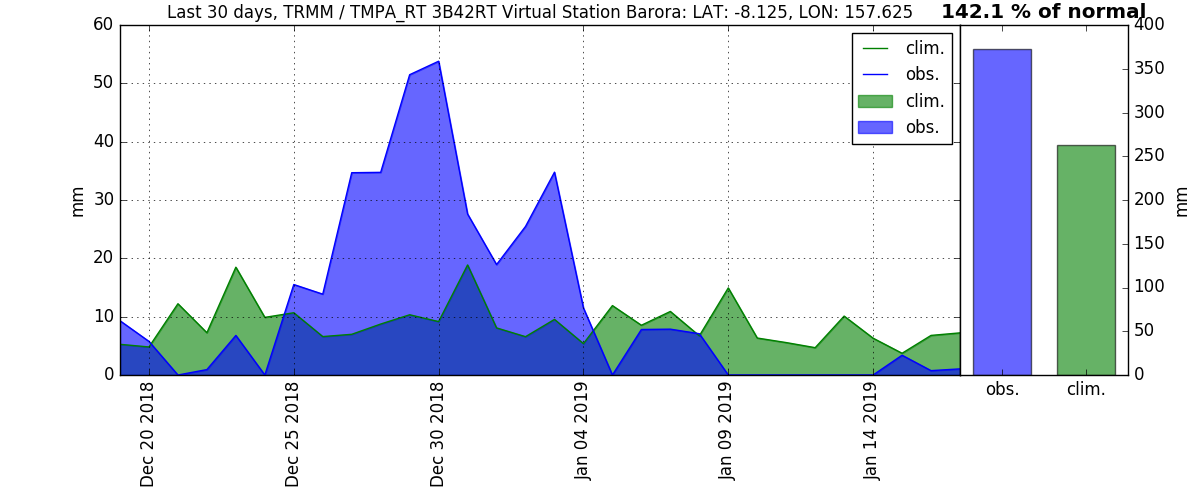 Last 30 days, TRMM / TMPA_RT 3B42RT Virtual Station Barora: LAT: -8.125, LON: 157.625
142.1 % of normal
60
50
40
30
20
10
0
mm
clim.
obs.
clim.
obs.
400
350
300
250
200
150
100
50
0
mm
Dec 20 2018
Dec 25 2018
Dec 30 2018
Jan 04 2019
Jan 09 2019
Jan 14 2019
obs.
clim.